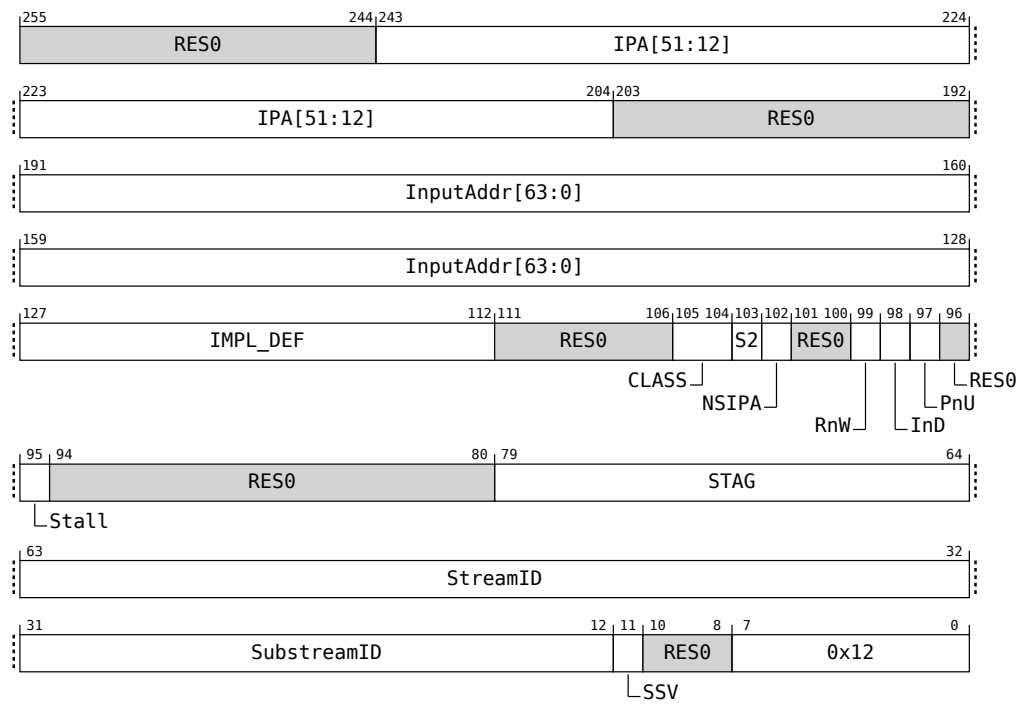 255 244 243 224
RES0 IPA[51:12]
223 204 203 192
IPA[51:12] RES0
191 160
InputAddr[63:0]
159 128
InputAddr[63:0]
127 112 111 106 105 104 103 102 101 100 99 98 97 96
IMPL_DEF RES0 S2 RES0
CLASS RES0
NSIPA PnU
RnW InD
95 94 80 79 64
RES0 STAG
Stall
63 32
StreamID
31 12 11 10 8 7 0
SubstreamID RES0 0x12
SSV